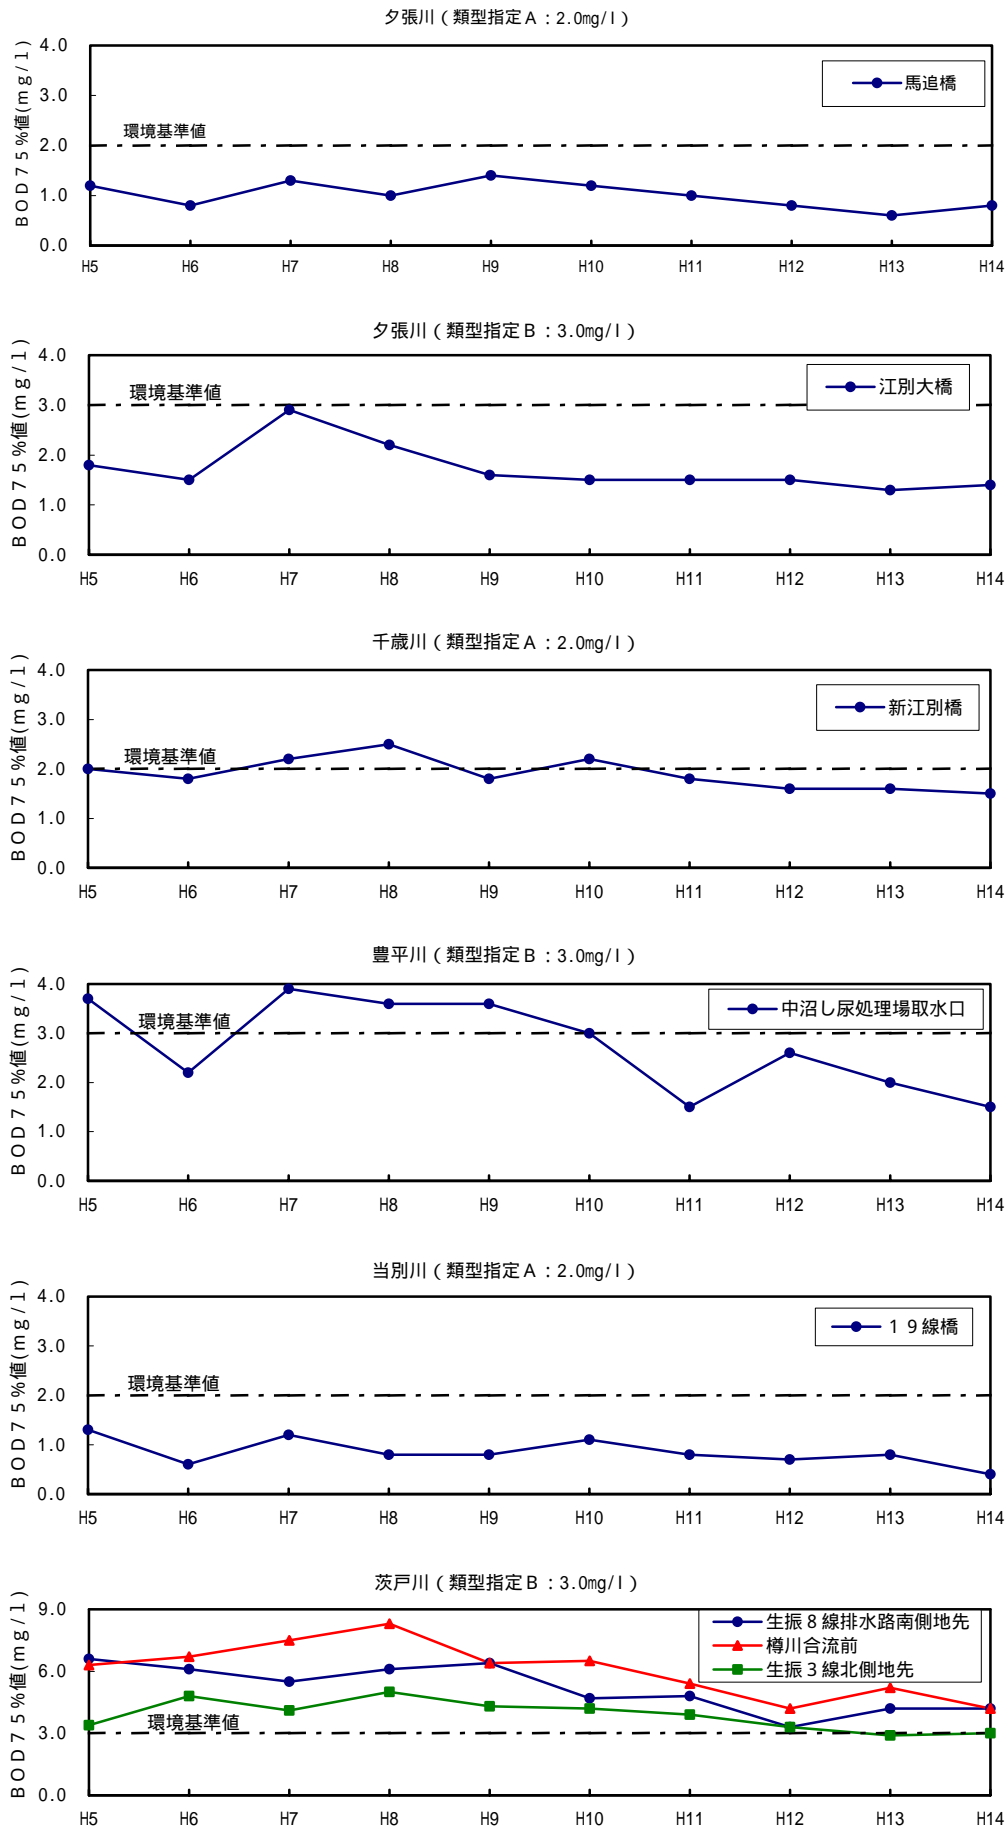 夕張川（類型指定Ａ：2.0mg/l）
ＢＯＤ７５%値(ｍｇ/ｌ)
4.0
3.0
2.0
1.0
0.0
馬追橋
環境基準値
H5 H6 H7 H8 H9 H10 H11 H12 H13 H14
夕張川（類型指定Ｂ：3.0mg/l）
ＢＯＤ７５%値(ｍｇ/ｌ)
4.0
3.0
2.0
1.0
0.0
江別大橋
環境基準値
H5 H6 H7 H8 H9 H10 H11 H12 H13 H14
千歳川（類型指定Ａ：2.0mg/l）
ＢＯＤ７５%値(ｍｇ/ｌ)
4.0
3.0
2.0
1.0
0.0
新江別橋
環境基準値
H5 H6 H7 H8 H9 H10 H11 H12 H13 H14
豊平川（類型指定Ｂ：3.0mg/l）
ＢＯＤ７５%値(ｍｇ/ｌ)
4.0
3.0
2.0
1.0
0.0
中沼し尿処理場取水口
環境基準値
H5 H6 H7 H8 H9 H10 H11 H12 H13 H14
当別川（類型指定Ａ：2.0mg/l）
ＢＯＤ７５%値(ｍｇ/ｌ)
4.0
3.0
2.0
1.0
0.0
１９線橋
環境基準値
H5 H6 H7 H8 H9 H10 H11 H12 H13 H14
茨戸川（類型指定Ｂ：3.0mg/l）
ＢＯＤ７５%値(ｍｇ/ｌ)
9.0
6.0
3.0
0.0
生振８線排水路南側地先
樽川合流前
生振３線北側地先
環境基準値
H5 H6 H7 H8 H9 H10 H11 H12 H13 H14